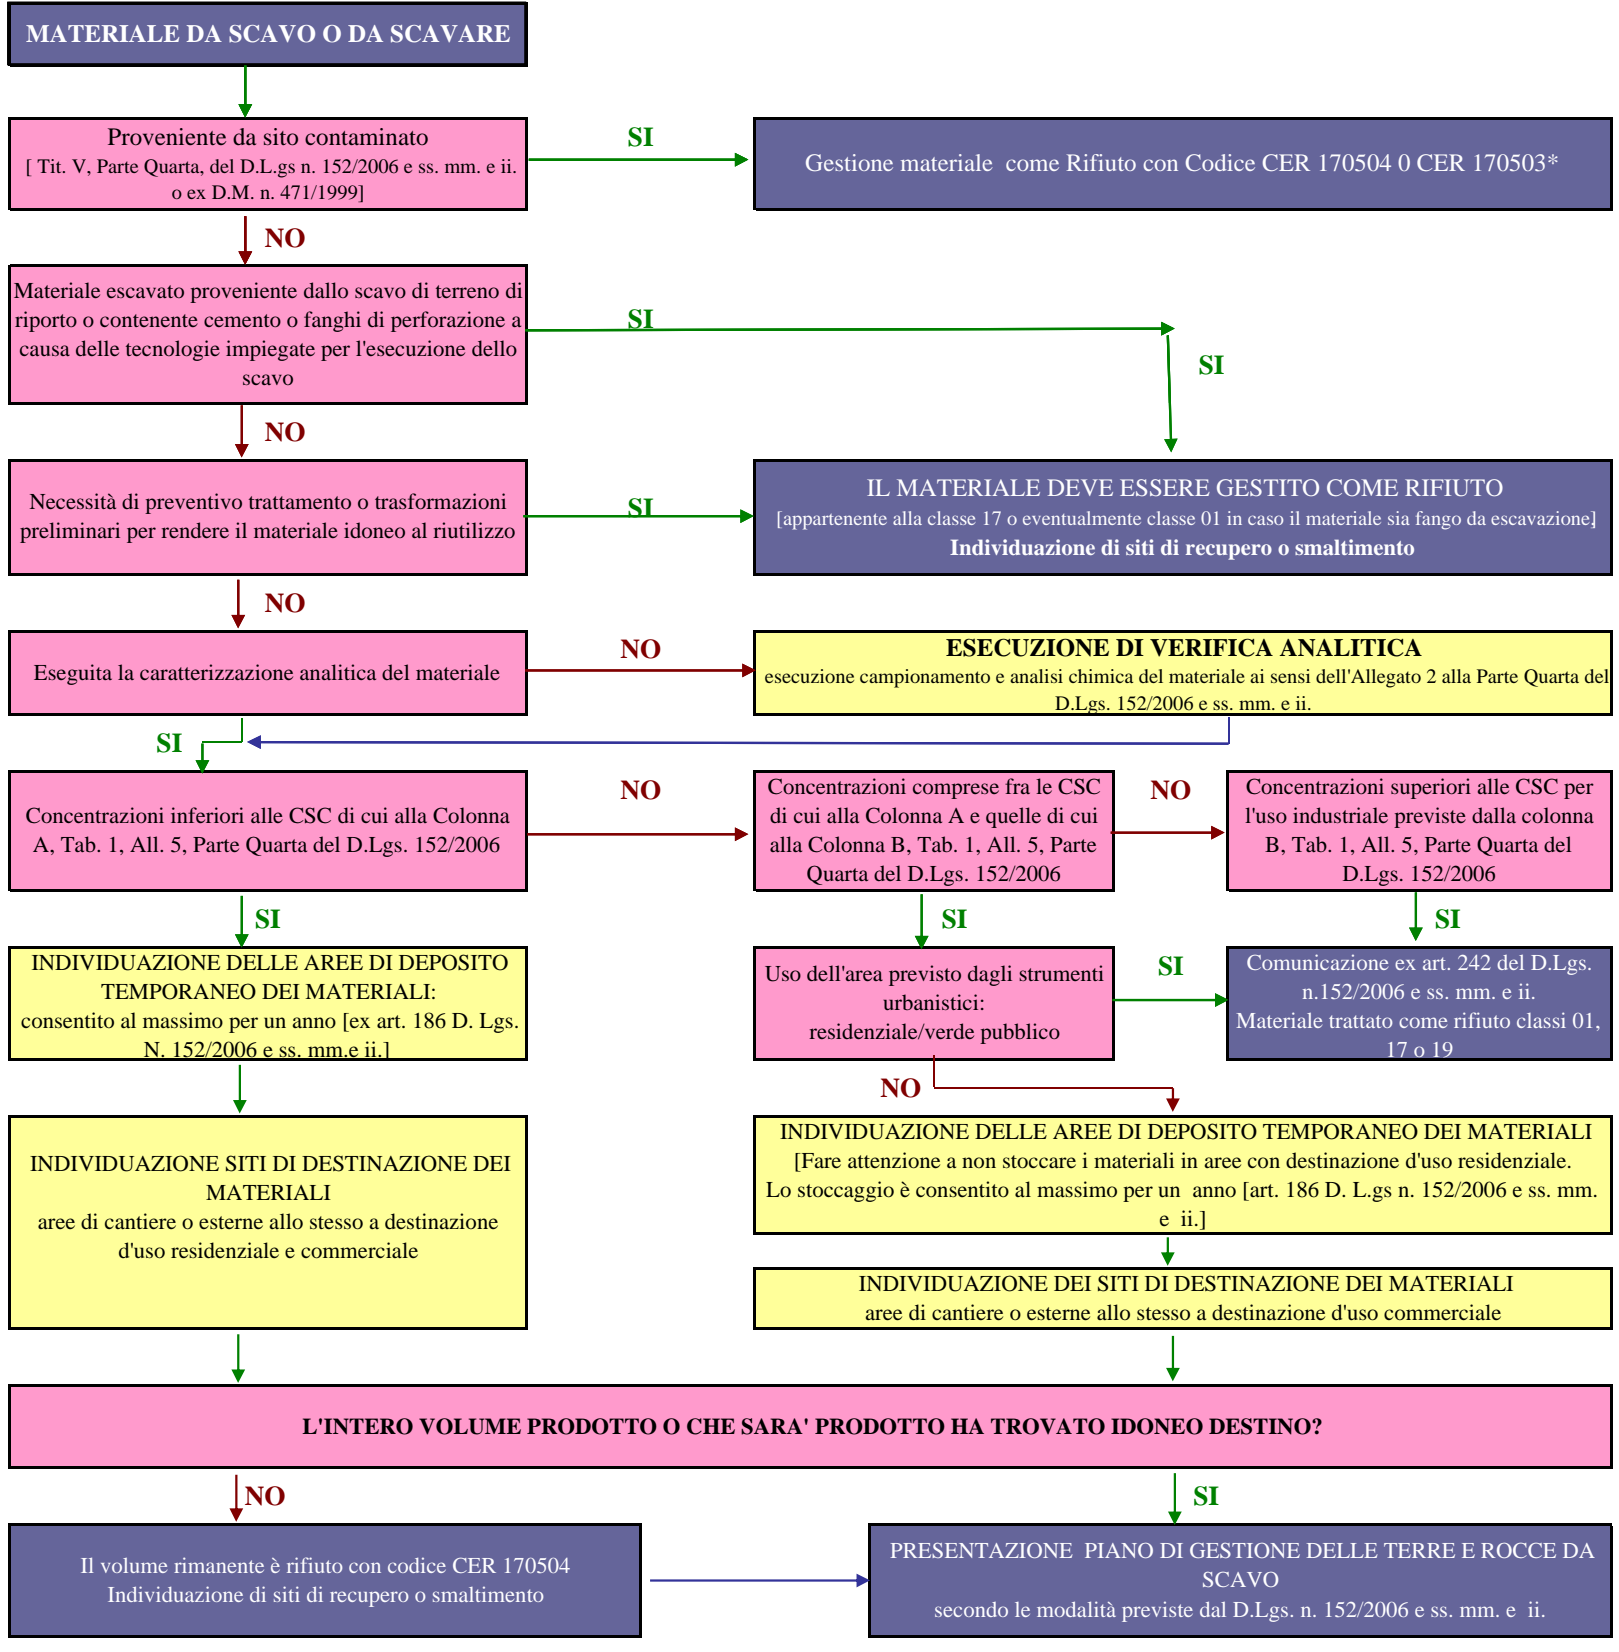 MATERIALE DA SCAVO O DA SCAVARE
Proveniente da sito contaminato
[ Tit. V, Parte Quarta, del D.L.gs n. 152/2006 e ss. mm. e ii.
o ex D.M. n. 471/1999]
SI
Gestione materiale come Rifiuto con Codice CER 170504 0 CER 170503*
NO
Materiale escavato proveniente dallo scavo di terreno di
riporto o contenente cemento o fanghi di perforazione a
causa delle tecnologie impiegate per l'esecuzione dello
scavo
SI
SI
NO
Necessità di preventivo trattamento o trasformazioni
preliminari per rendere il materiale idoneo al riutilizzo
SI
IL MATERIALE DEVE ESSERE GESTITO COME RIFIUTO
[appartenente alla classe 17 o eventualmente classe 01 in caso il materiale sia fango da escavazione]
Individuazione di siti di recupero o smaltimento
NO
Eseguita la caratterizzazione analitica del materiale
NO
ESECUZIONE DI VERIFICA ANALITICA
esecuzione campionamento e analisi chimica del materiale ai sensi dell'Allegato 2 alla Parte Quarta del
D.Lgs. 152/2006 e ss. mm. e ii.
SI
Concentrazioni inferiori alle CSC di cui alla Colonna
A, Tab. 1, All. 5, Parte Quarta del D.Lgs. 152/2006
NO
Concentrazioni comprese fra le CSC
di cui alla Colonna A e quelle di cui
alla Colonna B, Tab. 1, All. 5, Parte
Quarta del D.Lgs. 152/2006
NO
Concentrazioni superiori alle CSC per
l'uso industriale previste dalla colonna
B, Tab. 1, All. 5, Parte Quarta del
D.Lgs. 152/2006
SI
SI
SI
INDIVIDUAZIONE DELLE AREE DI DEPOSITO
TEMPORANEO DEI MATERIALI:
consentito al massimo per un anno [ex art. 186 D. Lgs.
N. 152/2006 e ss. mm.e ii.]
Uso dell'area previsto dagli strumenti
urbanistici:
residenziale/verde pubblico
SI
Comunicazione ex art. 242 del D.Lgs.
n.152/2006 e ss. mm. e ii.
Materiale trattato come rifiuto classi 01,
17 o 19
NO
INDIVIDUAZIONE SITI DI DESTINAZIONE DEI
MATERIALI
aree di cantiere o esterne allo stesso a destinazione
d'uso residenziale e commerciale
INDIVIDUAZIONE DELLE AREE DI DEPOSITO TEMPORANEO DEI MATERIALI
[Fare attenzione a non stoccare i materiali in aree con destinazione d'uso residenziale.
Lo stoccaggio è consentito al massimo per un anno [art. 186 D. L.gs n. 152/2006 e ss. mm.
e ii.]
INDIVIDUAZIONE DEI SITI DI DESTINAZIONE DEI MATERIALI
aree di cantiere o esterne allo stesso a destinazione d'uso commerciale
L'INTERO VOLUME PRODOTTO O CHE SARA' PRODOTTO HA TROVATO IDONEO DESTINO?
NO
SI
Il volume rimanente è rifiuto con codice CER 170504
Individuazione di siti di recupero o smaltimento
PRESENTAZIONE PIANO DI GESTIONE DELLE TERRE E ROCCE DA
SCAVO
secondo le modalità previste dal D.Lgs. n. 152/2006 e ss. mm. e ii.